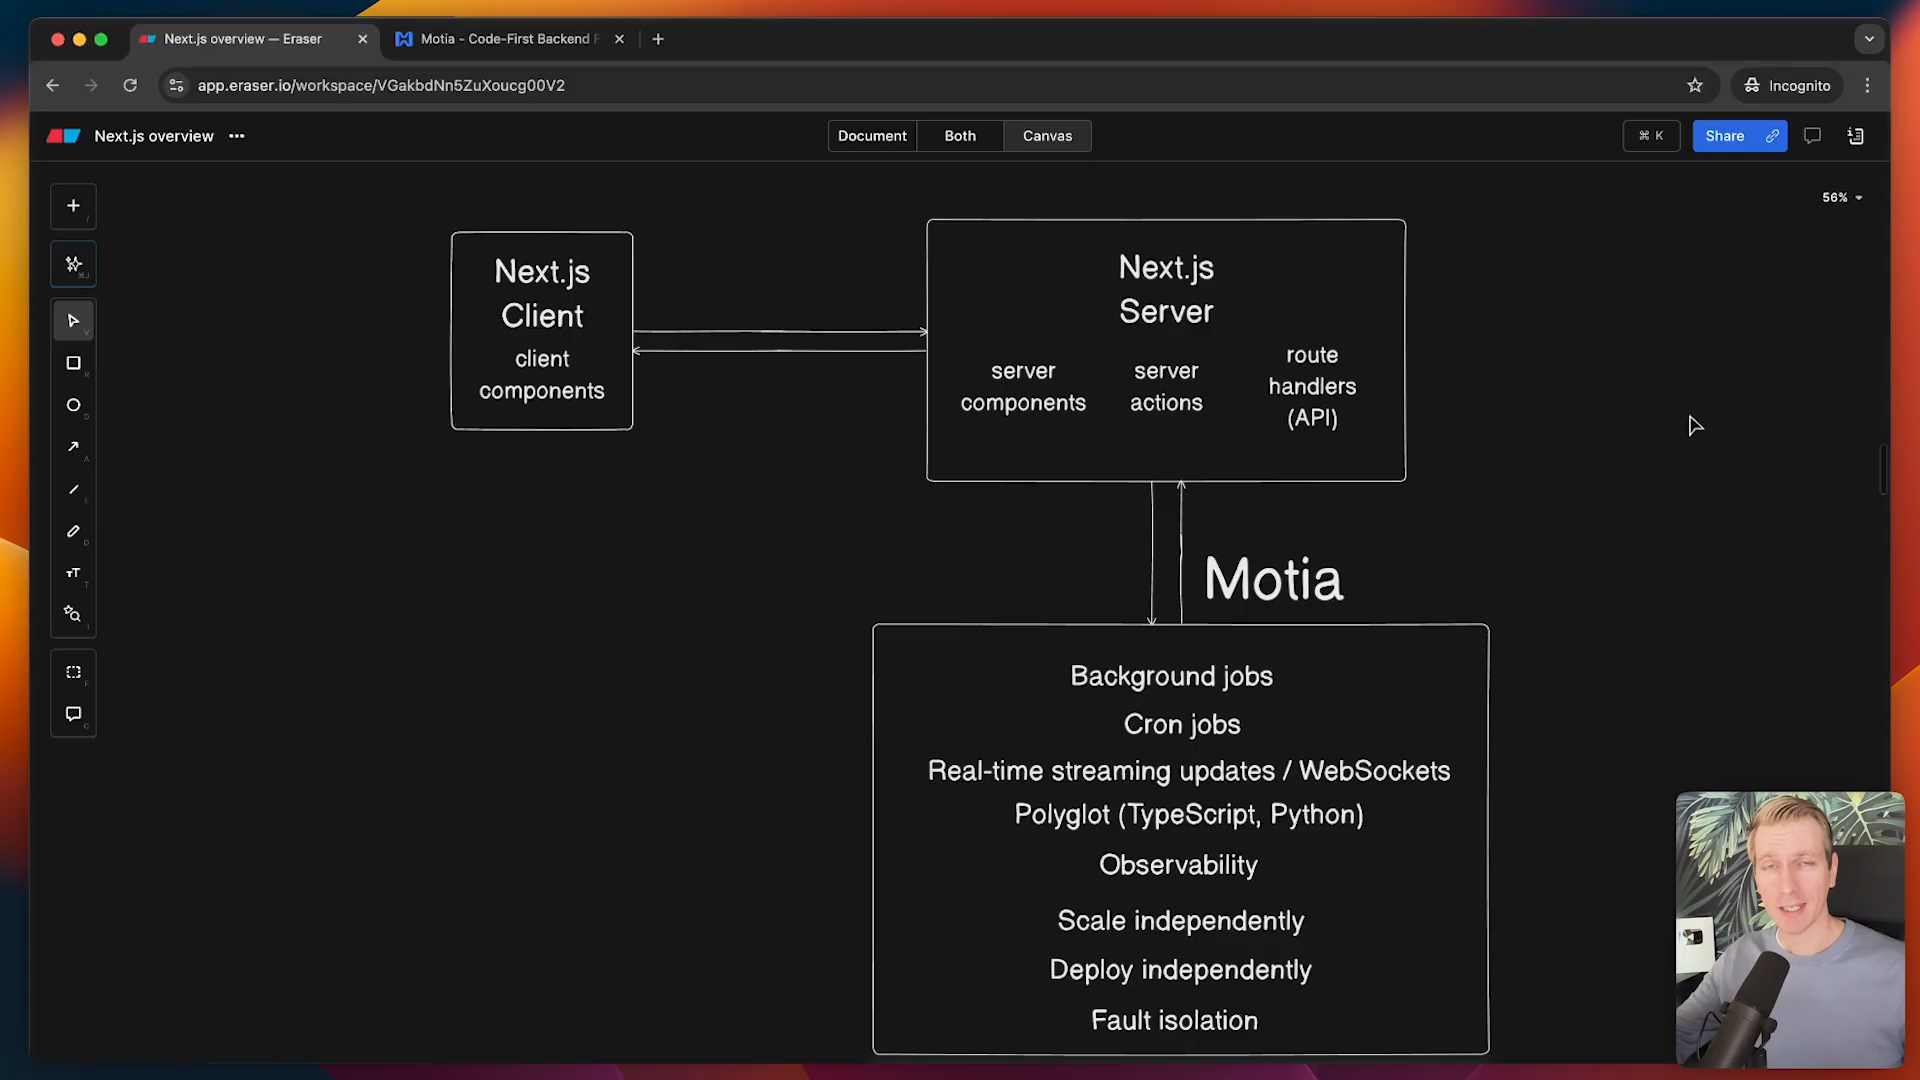 Next.js overview — Eraser
Motia - Code-First Backend F
app.eraser.io/workspace/VGakbdNn5ZuXoucg00V2
Incognito
Next.js overview
Document
Both
Canvas
⌘ K
Share
56%
Next.js
Client
client
components
Next.js
Server
server
components
server
actions
route
handlers
(API)
Motia
Background jobs
Cron jobs
Real-time streaming updates / WebSockets
Polyglot (TypeScript, Python)
Observability
Scale independently
Deploy independently
Fault isolation